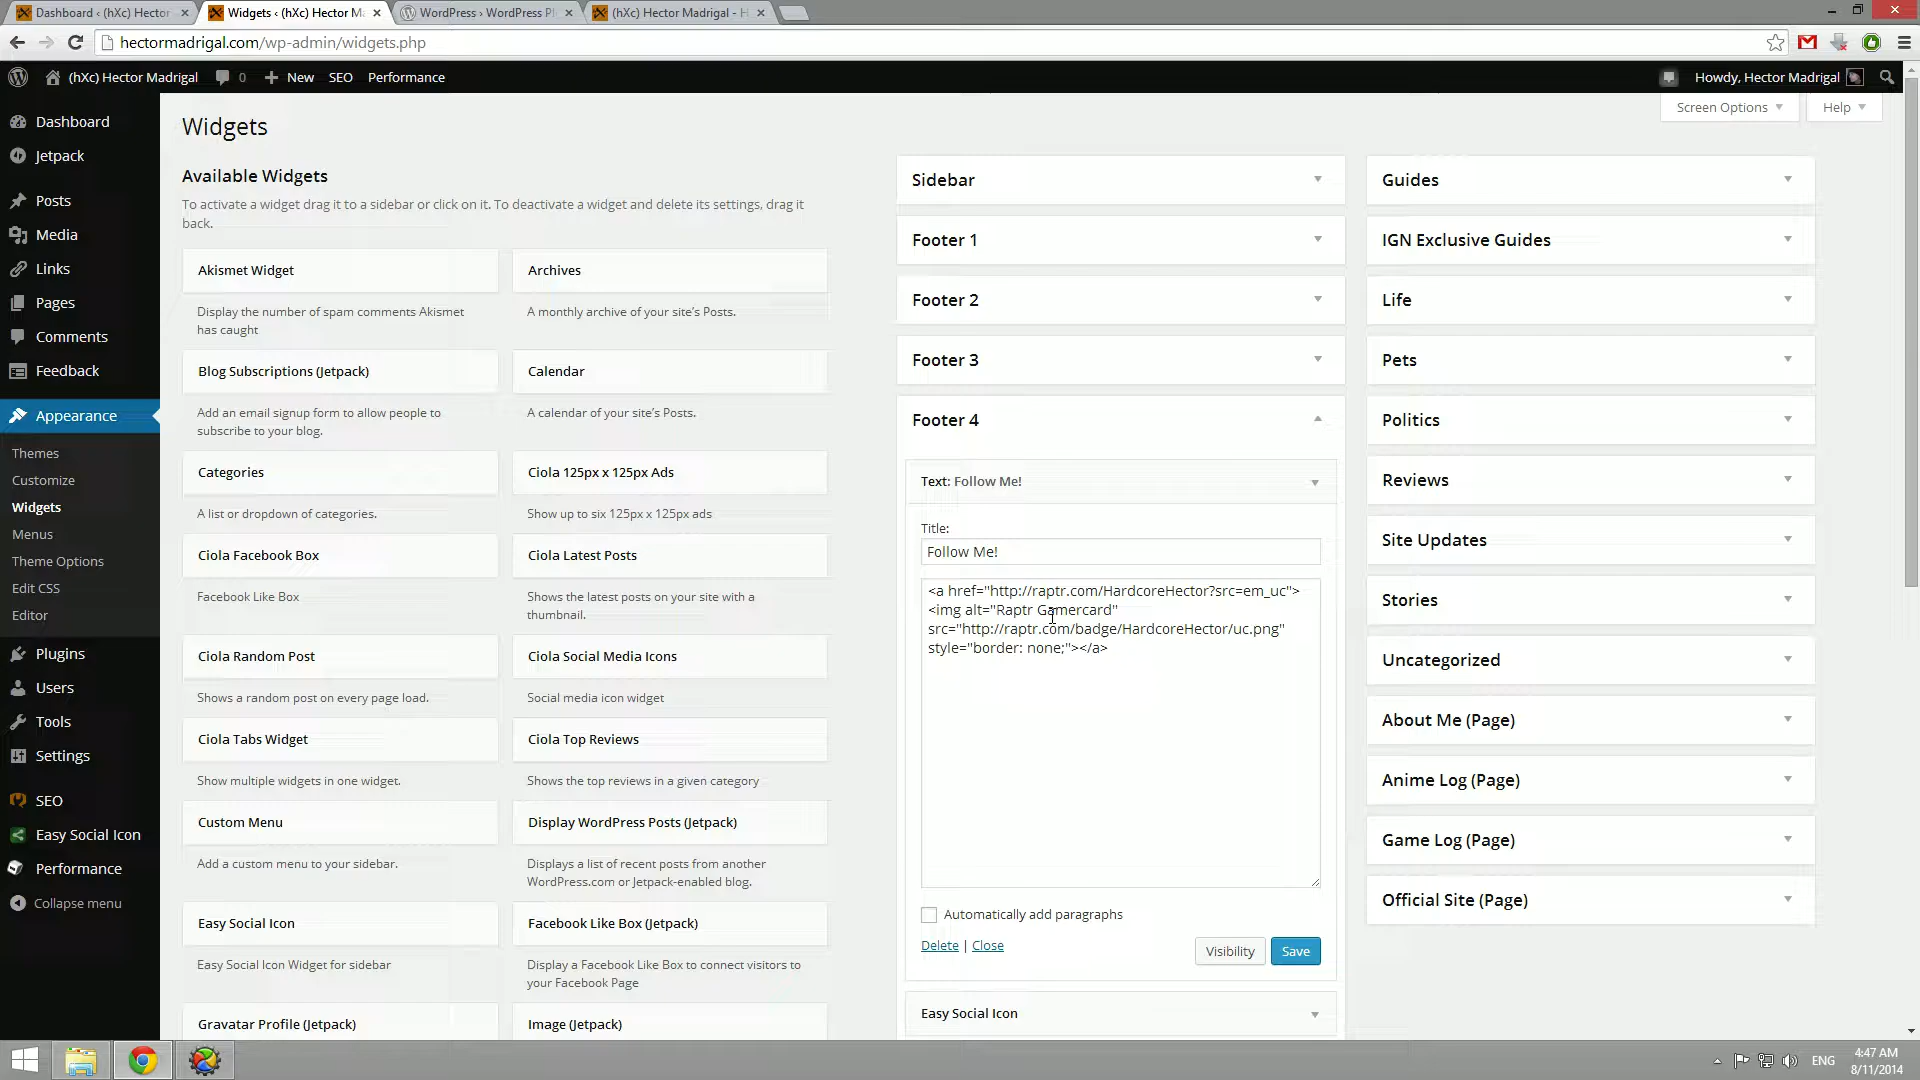 Dashboard ‹ (hXc) Hector
Widgets ‹ (hXc) Hector M
WordPress › WordPress Pl
(hXc) Hector Madrigal - H
hectormadrigal.com/wp-admin/widgets.php
(hXc) Hector Madrigal
0
New
SEO
Performance
Howdy, Hector Madrigal
Screen Options
Help
Dashboard
Jetpack
Posts
Media
Links
Pages
Comments
Feedback
Appearance
Themes
Customize
Widgets
Menus
Theme Options
Edit CSS
Editor
Plugins
Users
Tools
Settings
SEO
Easy Social Icon
Performance
Collapse menu
Widgets
Available Widgets
To activate a widget drag it to a sidebar or click on it. To deactivate a widget and delete its settings, drag it
back.
Akismet Widget
Display the number of spam comments Akismet
has caught
Archives
A monthly archive of your site's Posts.
Blog Subscriptions (Jetpack)
Add an email signup form to allow people to
subscribe to your blog.
Calendar
A calendar of your site's Posts.
Categories
A list or dropdown of categories.
Ciola 125px x 125px Ads
Show up to six 125px x 125px ads
Ciola Facebook Box
Facebook Like Box
Ciola Latest Posts
Shows the latest posts on your site with a
thumbnail.
Ciola Random Post
Shows a random post on every page load.
Ciola Social Media Icons
Social media icon widget
Ciola Tabs Widget
Show multiple widgets in one widget.
Ciola Top Reviews
Shows the top reviews in a given category
Custom Menu
Add a custom menu to your sidebar.
Display WordPress Posts (Jetpack)
Displays a list of recent posts from another
WordPress.com or Jetpack-enabled blog.
Easy Social Icon
Easy Social Icon Widget for sidebar
Facebook Like Box (Jetpack)
Display a Facebook Like Box to connect visitors to
your Facebook Page
Gravatar Profile (Jetpack)
Image (Jetpack)
Sidebar
Footer 1
Footer 2
Footer 3
Footer 4
Text: Follow Me!
Title:
Follow Me!
<a href="http://raptr.com/HardcoreHector?src=em_uc">
<img alt="Raptr Gamercard"
src="http://raptr.com/badge/HardcoreHector/uc.png"
style="border: none;"></a>
Automatically add paragraphs
Delete | Close
Visibility
Save
Easy Social Icon
Guides
IGN Exclusive Guides
Life
Pets
Politics
Reviews
Site Updates
Stories
Uncategorized
About Me (Page)
Anime Log (Page)
Game Log (Page)
Official Site (Page)
ENG
4:47 AM
8/11/2014